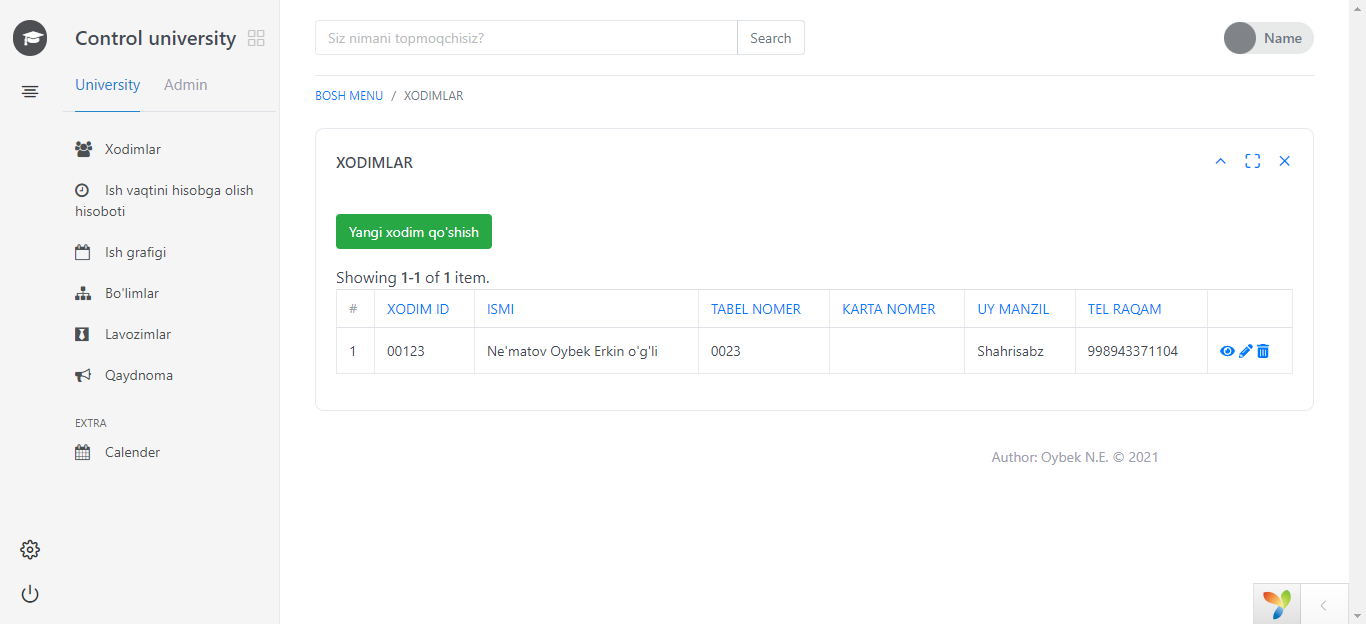 Control university
University Admin
Xodimlar
Ish vaqtini hisobga olish
hisoboti
Ish grafigi
Bo'limlar
Lavozimlar
Qaydnoma
EXTRA
Calender
Siz nimani topmoqchisiz? Search
Name
BOSH MENU / XODIMLAR
XODIMLAR
Yangi xodim qo'shish
Showing 1-1 of 1 item.
# XODIM ID ISMI TABEL NOMER KARTA NOMER UY MANZIL TEL RAQAM
1 00123 Ne'matov Oybek Erkin o'g'li 0023 Shahrisabz 998943371104
Author: Oybek N.E. © 2021